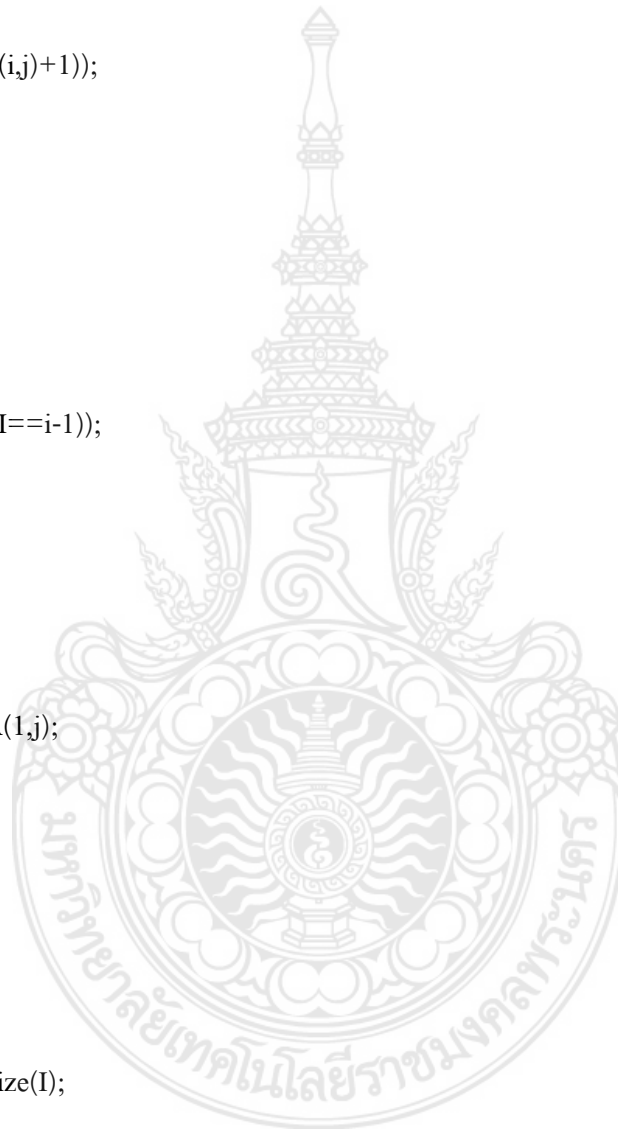 (i,j)+1));
I==i-1));
(1,j);
ize(I);
มหาวิทยาลัยเทคโนโลยีราชมงคลพระนคร